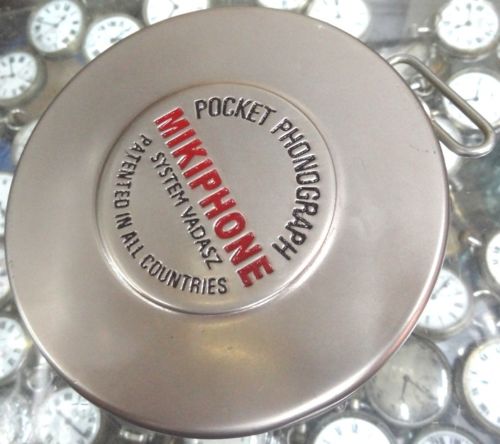 POCKET PHONOGRAPH
MIKIPHONE
SYSTEM VADASZ
PATENTED IN ALL COUNTRIES